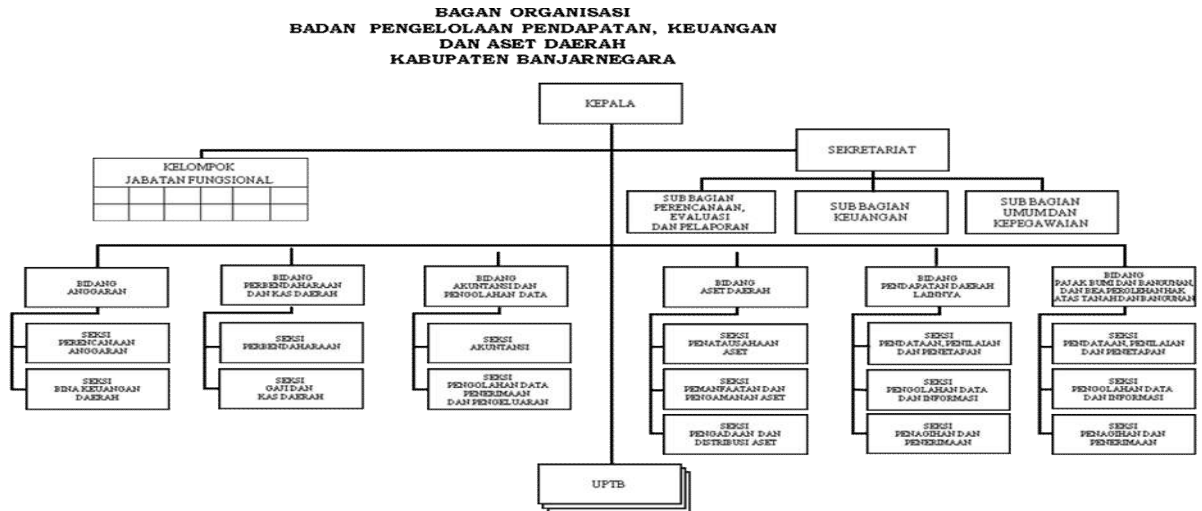 BAGAN ORGANISASI
BADAN PENGELOLAAN PENDAPATAN, KEUANGAN
DAN ASET DAERAH
KABUPATEN BANJARNEGARA
KEPALA
SEKRETARIAT
KELOMPOK
JABATAN FUNGSIONAL
SUB BAGIAN
PERENCANAAN,
EVALUASI
DAN PELAPORAN
SUB BAGIAN
KEUANGAN
SUB BAGIAN
UMUM DAN
KEPEGAWAIAN
BIDANG
ANGGARAN
BIDANG
PERBENDAHARAAN
DAN KAS DAERAH
BIDANG
AKUNTANSI DAN
PENGOLAHAN DATA
BIDANG
ASET DAERAH
BIDANG
PENDAPATAN DAERAH
LAINNYA
BIDANG
PAJAK BUMI DAN BANGUNAN,
DAN BEA PEROLEHAN HAK
ATAS TANAH DAN BANGUNAN
SEKSI
PERENCANAAN
ANGGARAN
SEKSI
PERBENDAHARAAN
SEKSI
AKUNTANSI
SEKSI
PENATAUSAHAAN
ASET
SEKSI
PENDATAAN, PENILAIAN
DAN PENETAPAN
SEKSI
PENDATAAN, PENILAIAN
DAN PENETAPAN
SEKSI
BINA KEUANGAN
DAERAH
SEKSI
GAJI DAN
KAS DAERAH
SEKSI
PENGOLAHAN DATA
PENERIMAAN
DAN PENGELUARAN
SEKSI
PEMANFAATAN DAN
PENGAMANAN ASET
SEKSI
PENGOLAHAN DATA
DAN INFORMASI
SEKSI
PENGOLAHAN DATA
DAN INFORMASI
SEKSI
PENGADAAN DAN
DISTRIBUSI ASET
SEKSI
PENAGIHAN DAN
PENERIMAAN
SEKSI
PENAGIHAN DAN
PENERIMAAN
UPTB